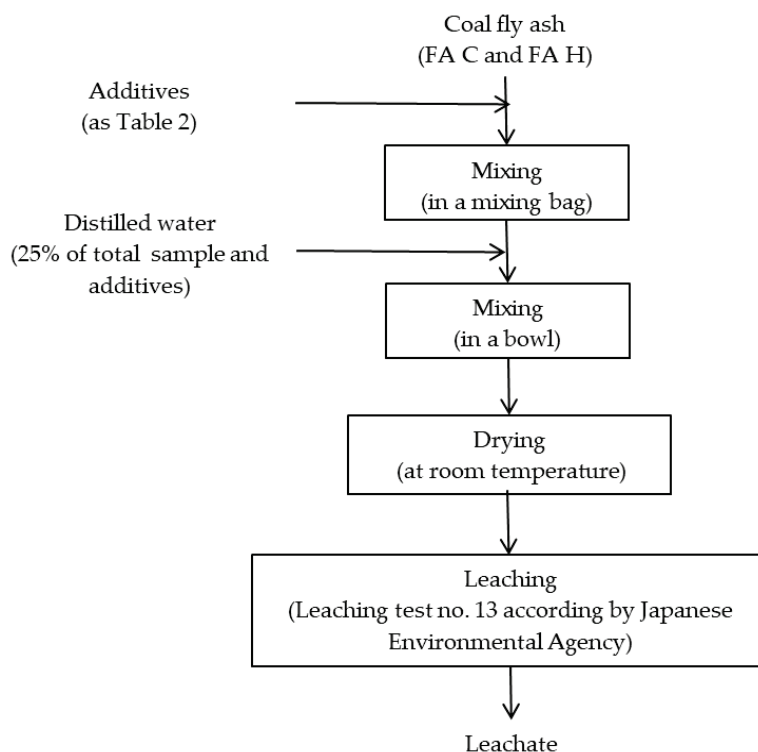 Coal fly ash
(FA C and FA H)
Additives
(as Table 2)
Mixing
(in a mixing bag)
Distilled water
(25% of total sample and
additives)
Mixing
(in a bowl)
Drying
(at room temperature)
Leaching
(Leaching test no. 13 according by Japanese
Environmental Agency)
Leachate